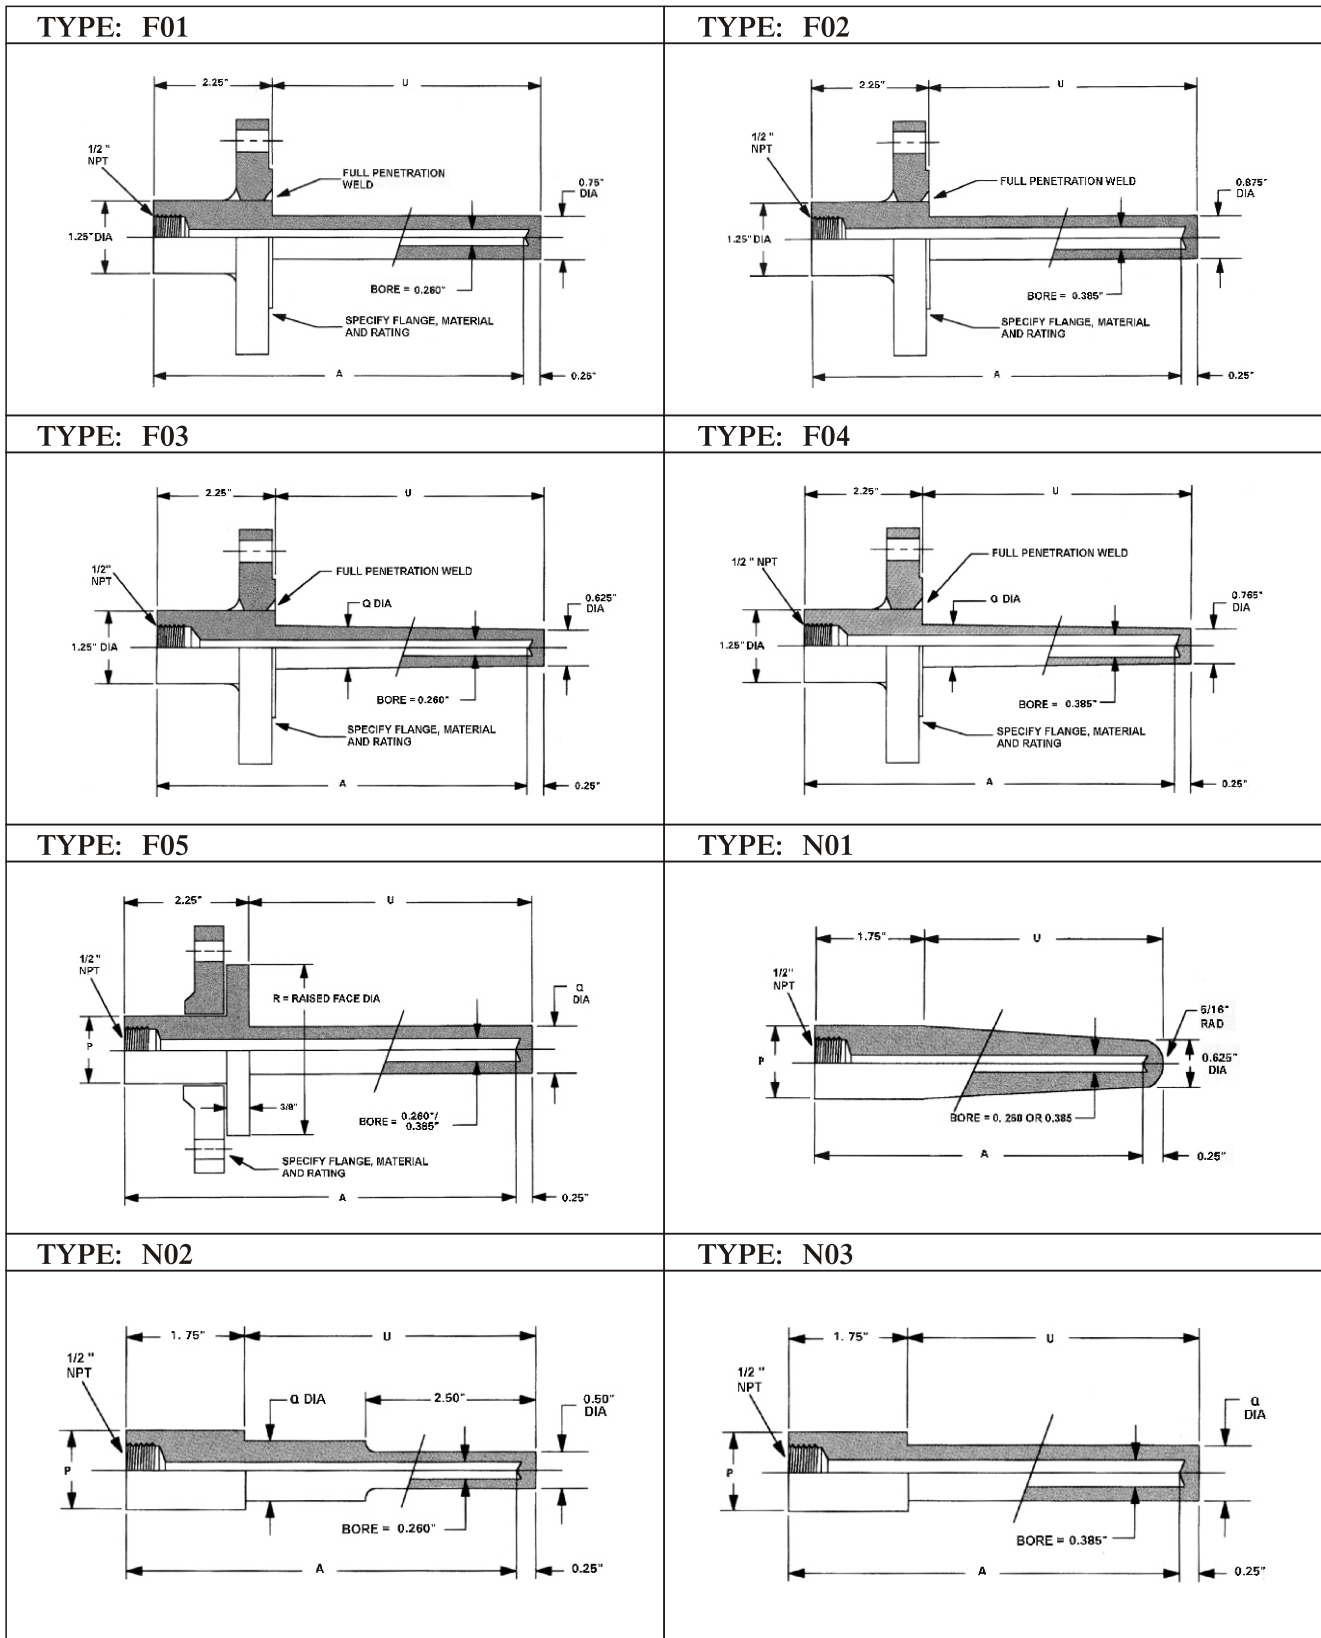 TYPE: F01
2.25"
U
1/2"
NPT
FULL PENETRATION
WELD
0.75"
DIA
1.25" DIA
BORE = 0.260"
SPECIFY FLANGE, MATERIAL
AND RATING
A
0.25"
TYPE: F02
2.25"
U
1/2"
NPT
FULL PENETRATION WELD
0.875"
DIA
1.25" DIA
BORE = 0.385"
SPECIFY FLANGE, MATERIAL
AND RATING
A
0.25"
TYPE: F03
2.25"
U
1/2"
NPT
FULL PENETRATION WELD
Q DIA
0.625"
DIA
1.25" DIA
BORE = 0.260"
SPECIFY FLANGE, MATERIAL
AND RATING
A
0.25"
TYPE: F04
2.25"
U
1/2" NPT
FULL PENETRATION WELD
Q DIA
0.765"
DIA
1.25" DIA
BORE = 0.385"
SPECIFY FLANGE, MATERIAL
AND RATING
A
0.25"
TYPE: F05
2.25"
U
1/2"
NPT
R = RAISED FACE DIA
Q
DIA
P
3/8"
BORE = 0.260"/
0.385"
SPECIFY FLANGE, MATERIAL
AND RATING
A
0.25"
TYPE: N01
1.75"
U
1/2"
NPT
5/16"
RAD
P
0.625"
DIA
BORE = 0. 260 OR 0.385
A
0.25"
TYPE: N02
1. 75"
U
1/2"
NPT
Q DIA
2.50"
0.50"
DIA
P
BORE = 0.260"
A
0.25"
TYPE: N03
1. 75"
U
1/2"
NPT
Q
DIA
P
BORE = 0.385"
A
0.25"